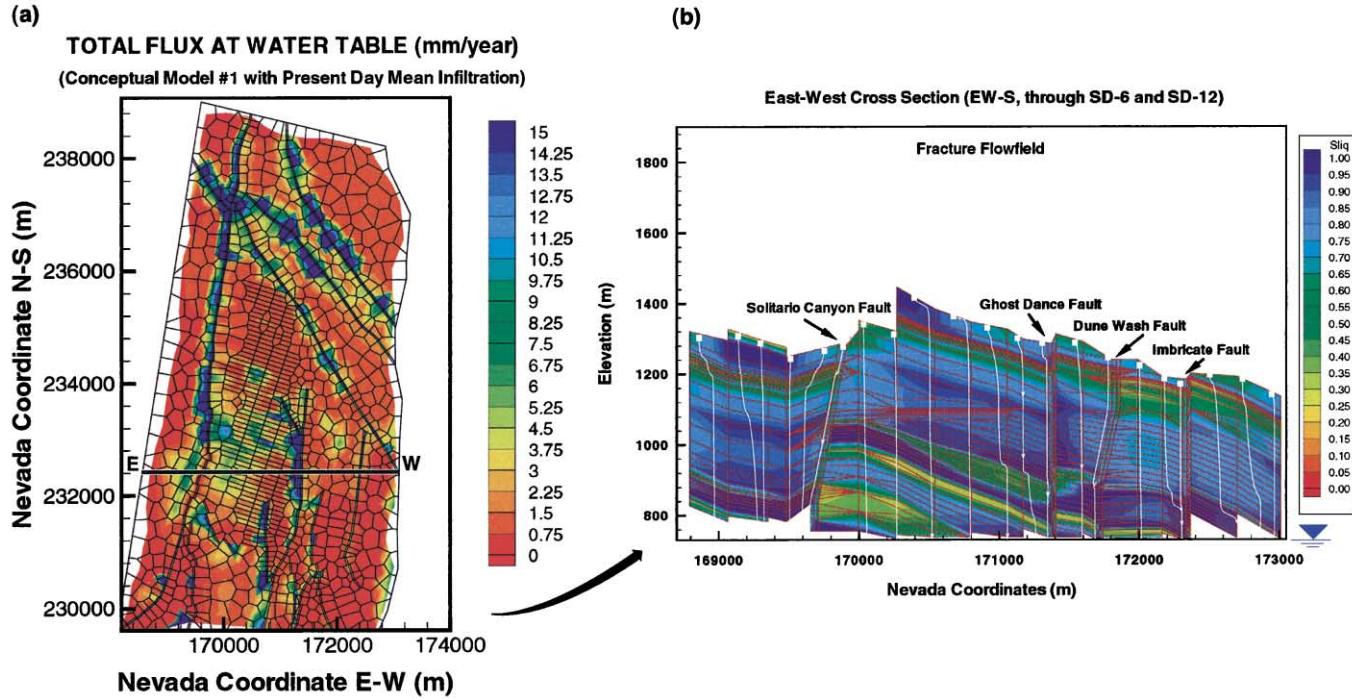 (a)
TOTAL FLUX AT WATER TABLE (mm/year)
(Conceptual Model #1 with Present Day Mean Infiltration)
Nevada Coordinate N-S (m)
238000
236000
234000
232000
230000
E
W
170000 172000 174000
Nevada Coordinate E-W (m)
15
14.25
13.5
12.75
12
11.25
10.5
9.75
9
8.25
7.5
6.75
6
5.25
4.5
3.75
3
2.25
1.5
0.75
0
(b)
East-West Cross Section (EW-S, through SD-6 and SD-12)
Fracture Flowfield
Elevation (m)
1800
1600
1400
1200
1000
800
Solitario Canyon Fault
Ghost Dance Fault
Dune Wash Fault
Imbricate Fault
169000 170000 171000 172000 173000
Nevada Coordinates (m)
Sliq
1.00
0.95
0.90
0.85
0.80
0.75
0.70
0.65
0.60
0.55
0.50
0.45
0.40
0.35
0.30
0.25
0.20
0.15
0.10
0.05
0.00